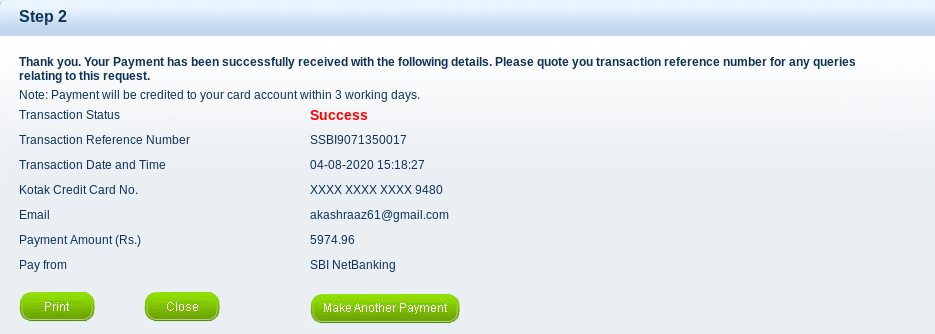 Step 2
Thank you. Your Payment has been successfully received with the following details. Please quote you transaction reference number for any queries
relating to this request.
Note: Payment will be credited to your card account within 3 working days.
Transaction Status Success
Transaction Reference Number SSBI9071350017
Transaction Date and Time 04-08-2020 15:18:27
Kotak Credit Card No. XXXX XXXX XXXX 9480
Email akashraaz61@gmail.com
Payment Amount (Rs.) 5974.96
Pay from SBI NetBanking
Print Close Make Another Payment